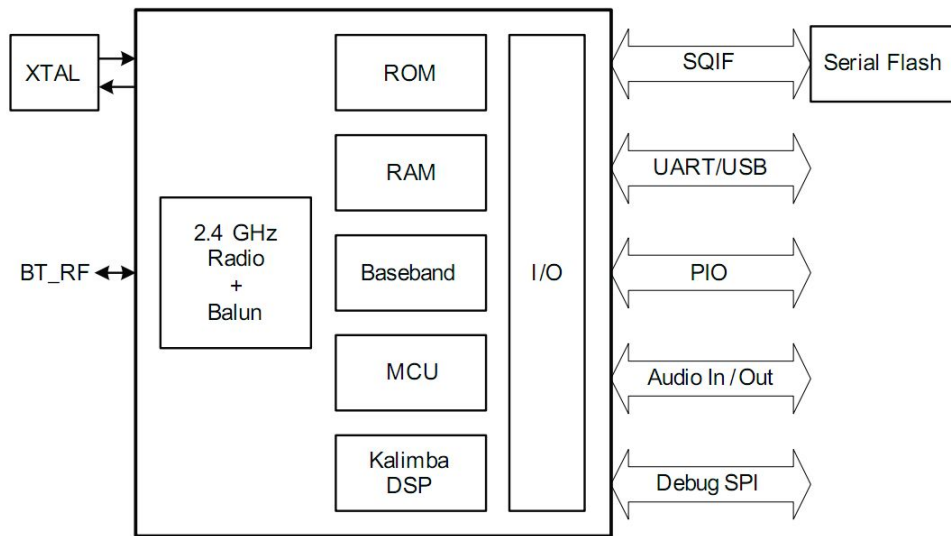 XTAL
BT_RF
2.4 GHz
Radio
+
Balun
ROM
RAM
Baseband
MCU
Kalimba
DSP
I/O
SQIF
UART/USB
PIO
Audio In/Out
Debug SPI
Serial Flash